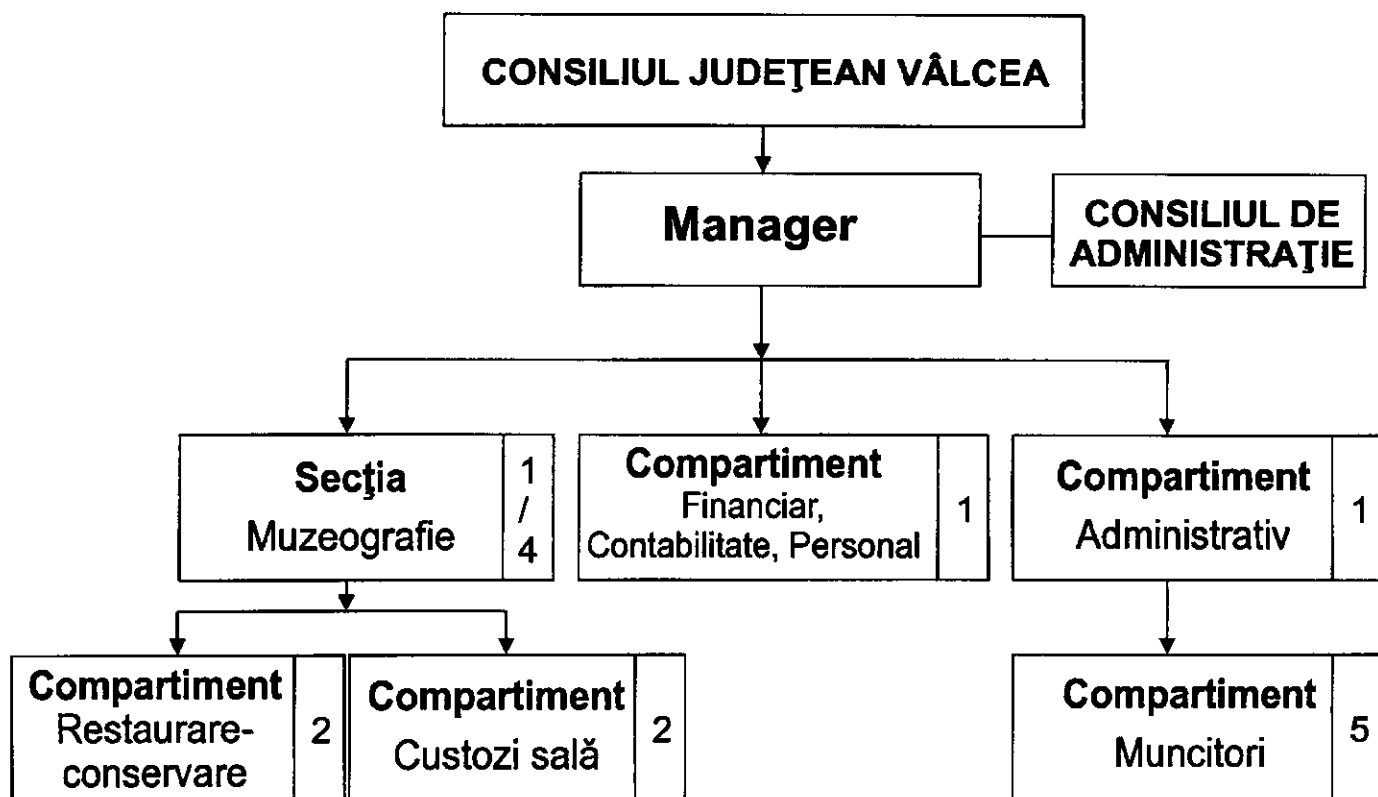 CONSILIUL JUDEŢEAN VÂLCEA
Manager
CONSILIUL DE
ADMINISTRAŢIE
Secţia
Muzeografie
1
/
4
Compartiment
Financiar,
Contabilitate, Personal
1
Compartiment
Administrativ
1
Compartiment
Restaurare-
conservare
2
Compartiment
Custozi sală
2
Compartiment
Muncitori
5